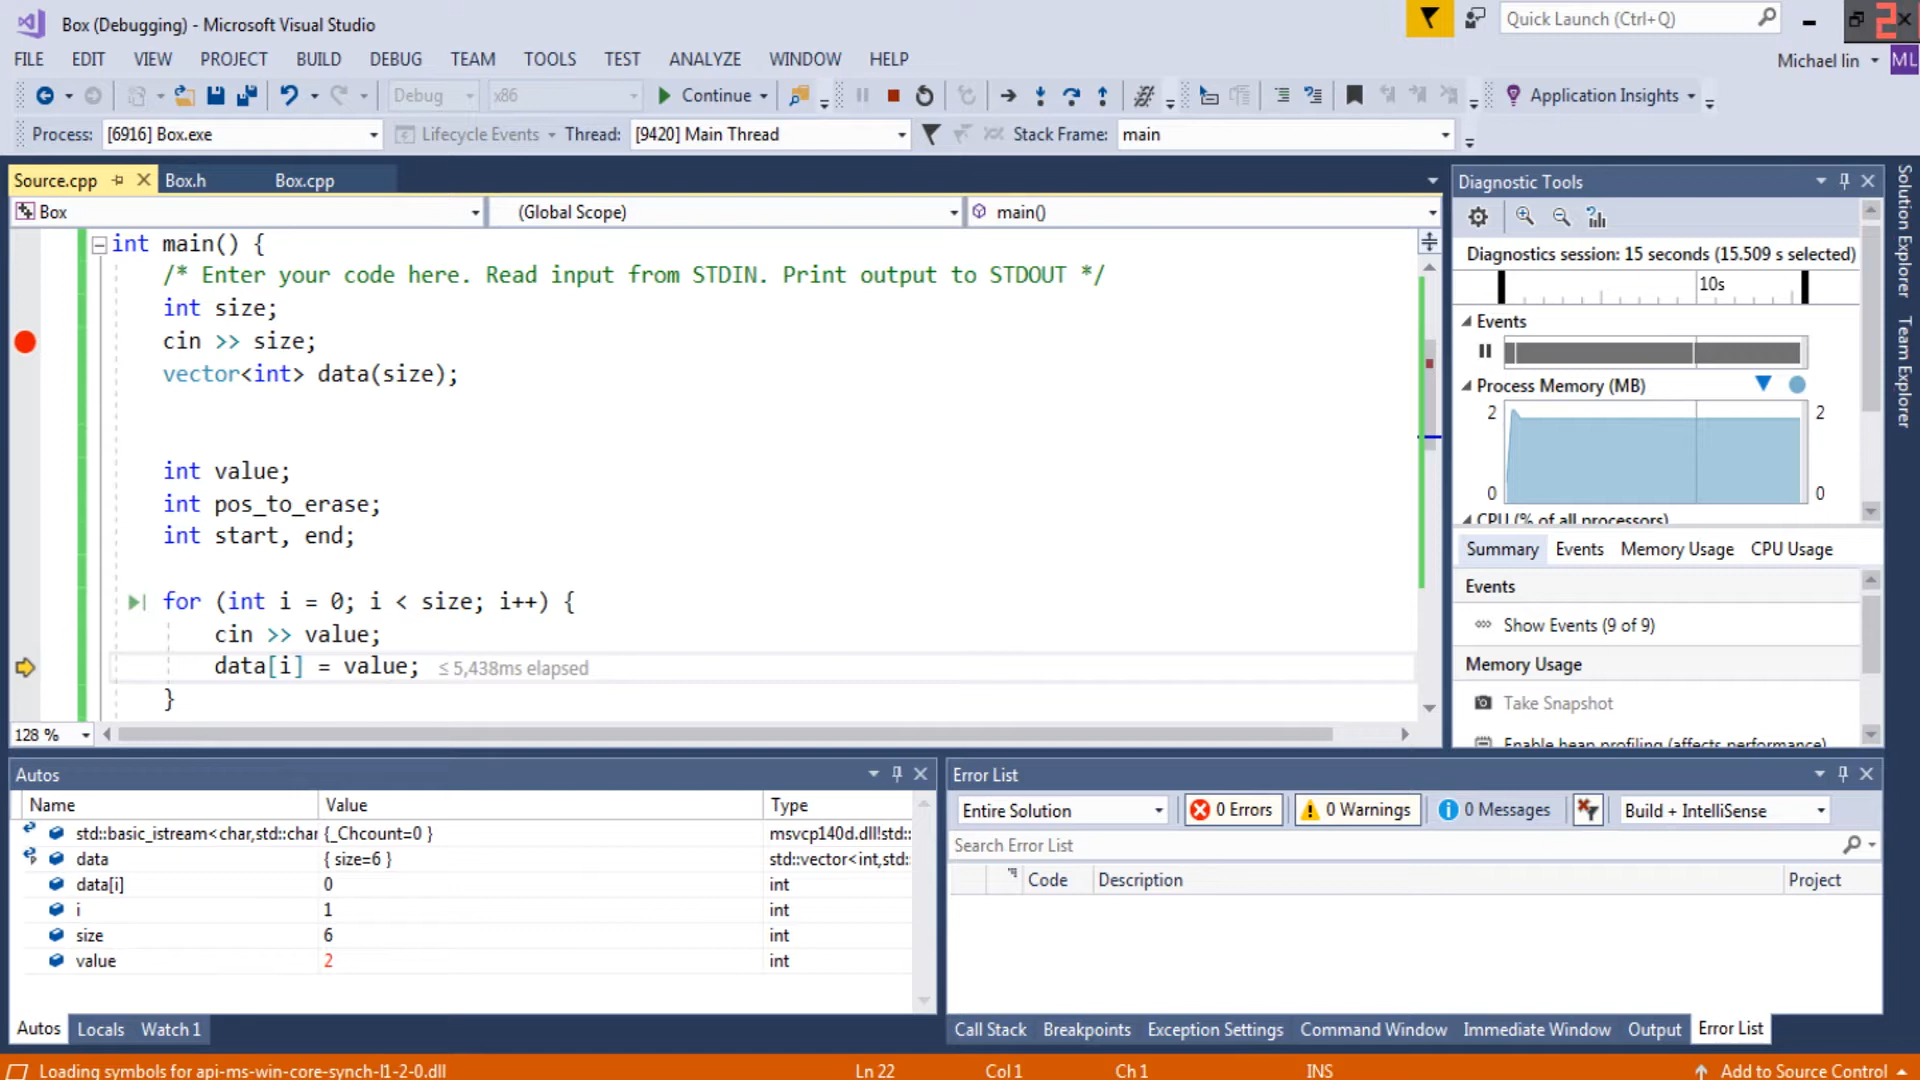 Box (Debugging) - Microsoft Visual Studio
Quick Launch (Ctrl+Q)
2
FILE EDIT VIEW PROJECT BUILD DEBUG TEAM TOOLS TEST ANALYZE WINDOW HELP
Michael lin ML
Debug x86 Continue Application Insights
Process: [6916] Box.exe Lifecycle Events Thread: [9420] Main Thread Stack Frame: main
Source.cpp Box.h Box.cpp
Box (Global Scope) main()
int main() {
/* Enter your code here. Read input from STDIN. Print output to STDOUT */
int size;
cin >> size;
vector<int> data(size);
int value;
int pos_to_erase;
int start, end;
for (int i = 0; i < size; i++) {
cin >> value;
data[i] = value; ≤ 5,438ms elapsed
}
128 %
Diagnostic Tools
Diagnostics session: 15 seconds (15.509 s selected)
10s
Events
Process Memory (MB)
2 2
0 0
CPU (% of all processors)
Summary Events Memory Usage CPU Usage
Events
Show Events (9 of 9)
Memory Usage
Take Snapshot
Enable heap profiling (affects performance)
Solution Explorer
Team Explorer
Autos
Name Value Type
std::basic_istream<char,std::char {_Chcount=0 } msvcp140d.dll!std::
data { size=6 } std::vector<int,std:
data[i] 0 int
i 1 int
size 6 int
value 2 int
Autos Locals Watch 1
Error List
Entire Solution 0 Errors 0 Warnings 0 Messages Build + IntelliSense
Search Error List
Code Description Project
Call Stack Breakpoints Exception Settings Command Window Immediate Window Output Error List
Loading symbols for api-ms-win-core-synch-l1-2-0.dll Ln 22 Col 1 Ch 1 INS Add to Source Control